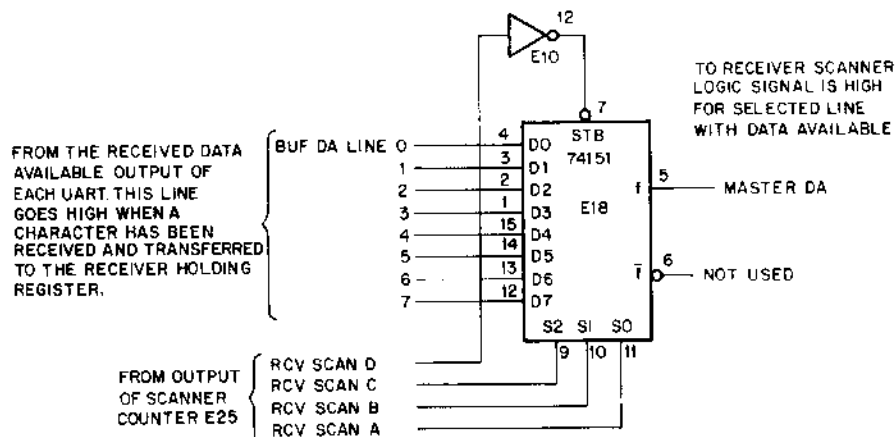 12
E10
TO RECEIVER SCANNER
LOGIC SIGNAL IS HIGH
FOR SELECTED LINE
WITH DATA AVAILABLE
FROM THE RECEIVED DATA
AVAILABLE OUTPUT OF
EACH UART. THIS LINE
GOES HIGH WHEN A
CHARACTER HAS BEEN
RECEIVED AND TRANSFERRED
TO THE RECEIVER HOLDING
REGISTER.
7
STB
74151
E18
BUF DA LINE 0 4 D0
1 3 D1
2 2 D2
3 1 D3
4 15 D4
5 14 D5
6 13 D6
7 12 D7
f 5 MASTER DA
f 6 NOT USED
S2 S1 S0
9 10 11
FROM OUTPUT
OF SCANNER
COUNTER E25
RCV SCAN D
RCV SCAN C
RCV SCAN B
RCV SCAN A